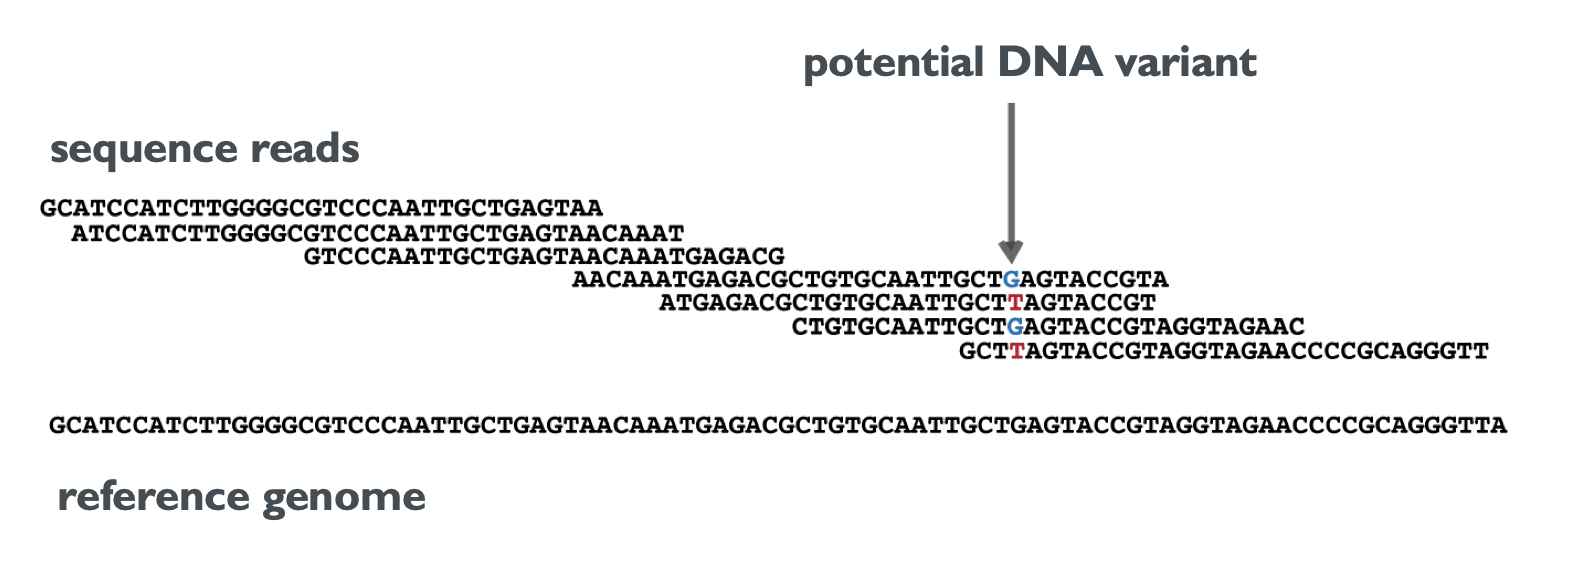 potential DNA variant
sequence reads
GCATCCATCTTGGGGCGTCCCAATTGCTGAGTAA
ATCCATCTTGGGGCGTCCCAATTGCTGAGTAACAAAT
GTCCCAATTGCTGAGTAACAAATGAGACG
AACAAATGAGACGCTGTGCAATTGCTGAGTACCGTA
ATGAGACGCTGTGCAATTGCTTAGTACCGT
CTGTGCAATTGCTGAGTACCGTAGGTAGAAC
GCTTAGTACCGTAGGTAGAACCCCGCAGGGTT
GCATCCATCTTGGGGCGTCCCAATTGCTGAGTAACAAATGAGACGCTGTGCAATTGCTGAGTACCGTAGGTAGAACCCCGCAGGGTTA
reference genome